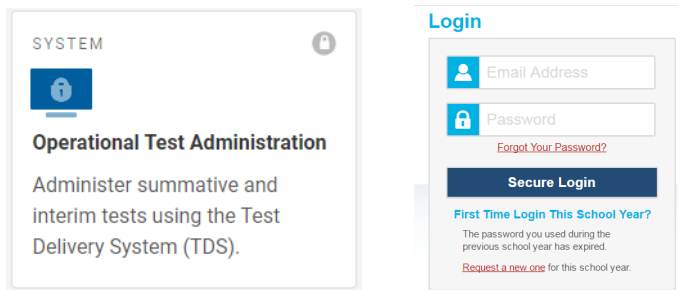 SYSTEM
Operational Test Administration
Administer summative and
interim tests using the Test
Delivery System (TDS).
Login
Email Address
Password
Forgot Your Password?
Secure Login
First Time Login This School Year?
The password you used during the
previous school year has expired.
Request a new one for this school year.